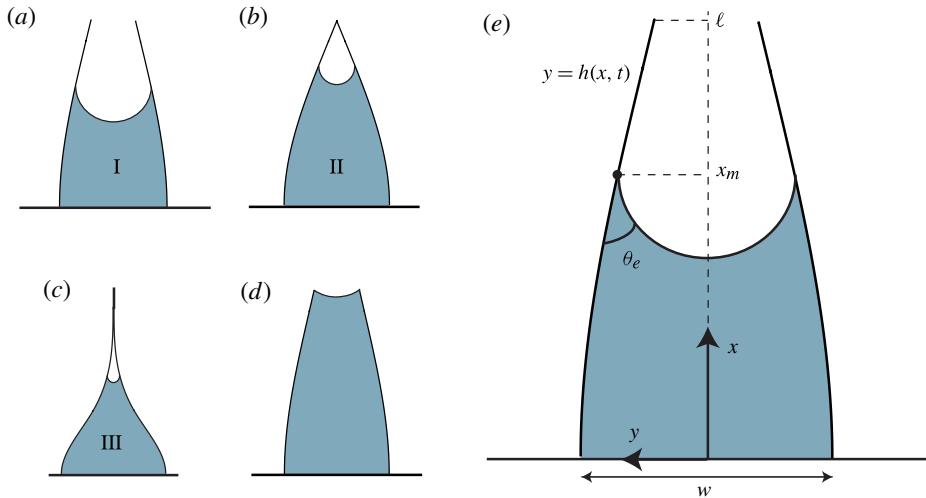 (a)
I
(b)
II
(c)
III
(d)
(e)
ℓ
y = h(x, t)
x_m
θ_e
x
y
w